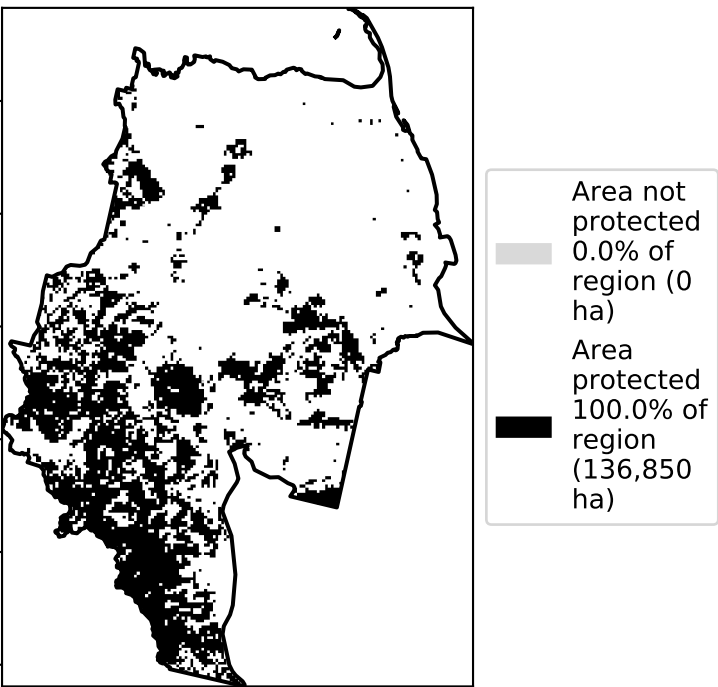 Area not
protected
0.0% of
region (0
ha)
Area
protected
100.0% of
region
(136,850
ha)